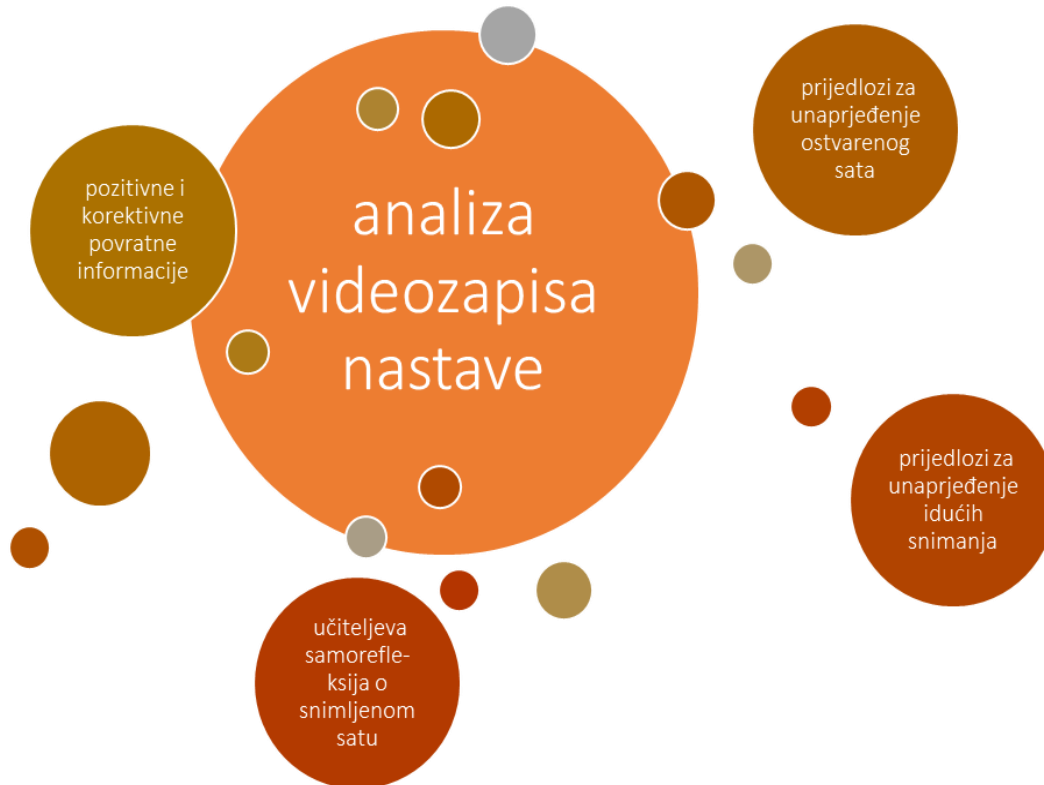 analiza
videozapisa
nastave
pozitivne i
korektivne
povratne
informacije
prijedlozi za
unaprjeđenje
ostvarenog
sata
prijedlozi za
unaprjeđenje
idućih
snimanja
učiteljeva
samorefle-
ksija o
snimljenom
satu